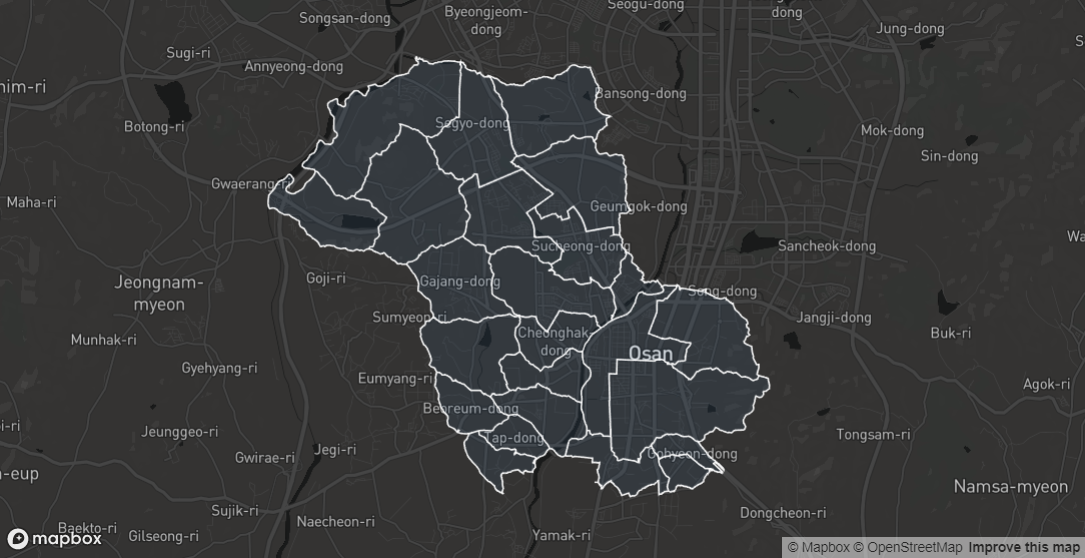 Songsan-dong
Byeongjeom-
dong
Seogu-dong
dong
Jung-dong
Sugi-ri
Annyeong-dong
him-ri
Bansong-dong
Botong-ri
Segyo-dong
Mok-dong
Sin-dong
Gwaerang-ri
Maha-ri
Geumgok-dong
Sucheong-dong
Sancheok-dong
Wa
Jeongnam-
myeon
Goji-ri
Gajang-dong
Song-dong
Sumyeon-ri
Jangji-dong
Munhak-ri
Cheonghak-
dong
Buk-ri
Osan
Gyehyang-ri
Eumyang-ri
Agok-ri
Beoreum-dong
i-ri
Jeunggeo-ri
Tap-dong
Tongsam-ri
Gwirae-ri
Jegi-ri
Gohyeon-dong
-eup
Namsa-myeon
Sujik-ri
Naecheon-ri
Dongcheon-ri
Baekto-ri
Gilseong-ri
Yamak-ri
mapbox
© Mapbox © OpenStreetMap Improve this map